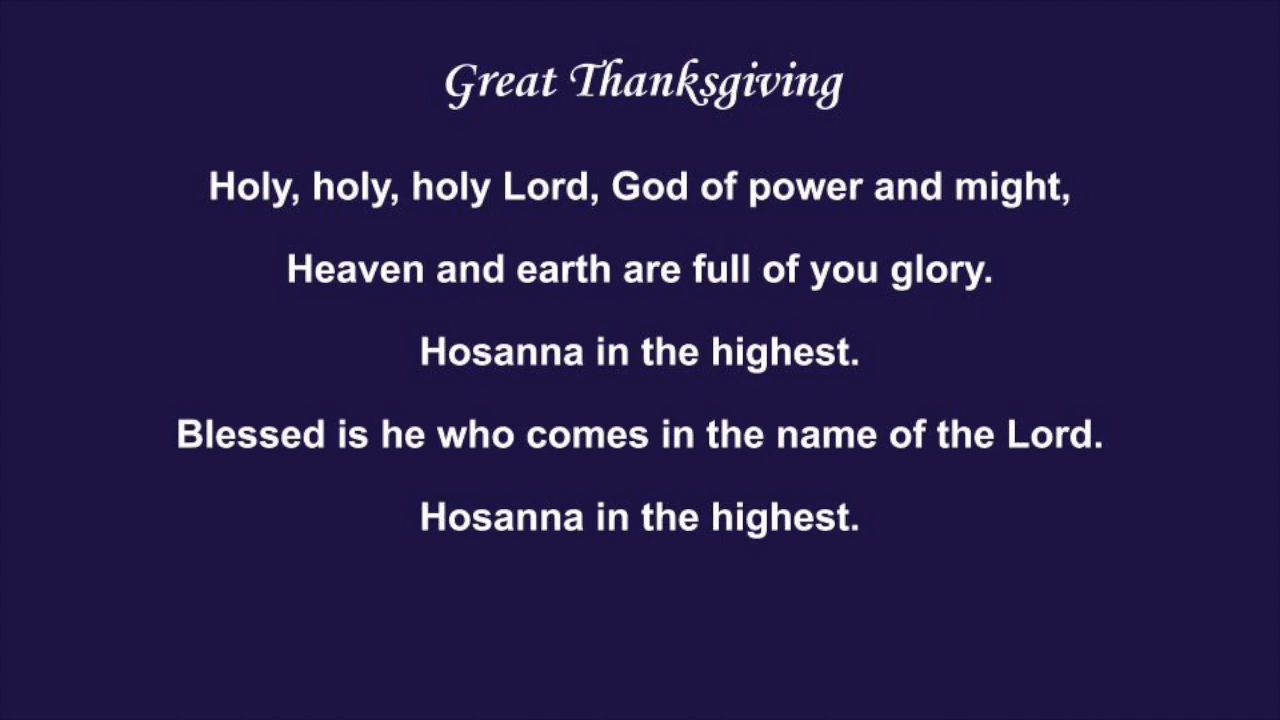 Great Thanksgiving
Holy, holy, holy Lord, God of power and might,
Heaven and earth are full of you glory.
Hosanna in the highest.
Blessed is he who comes in the name of the Lord.
Hosanna in the highest.